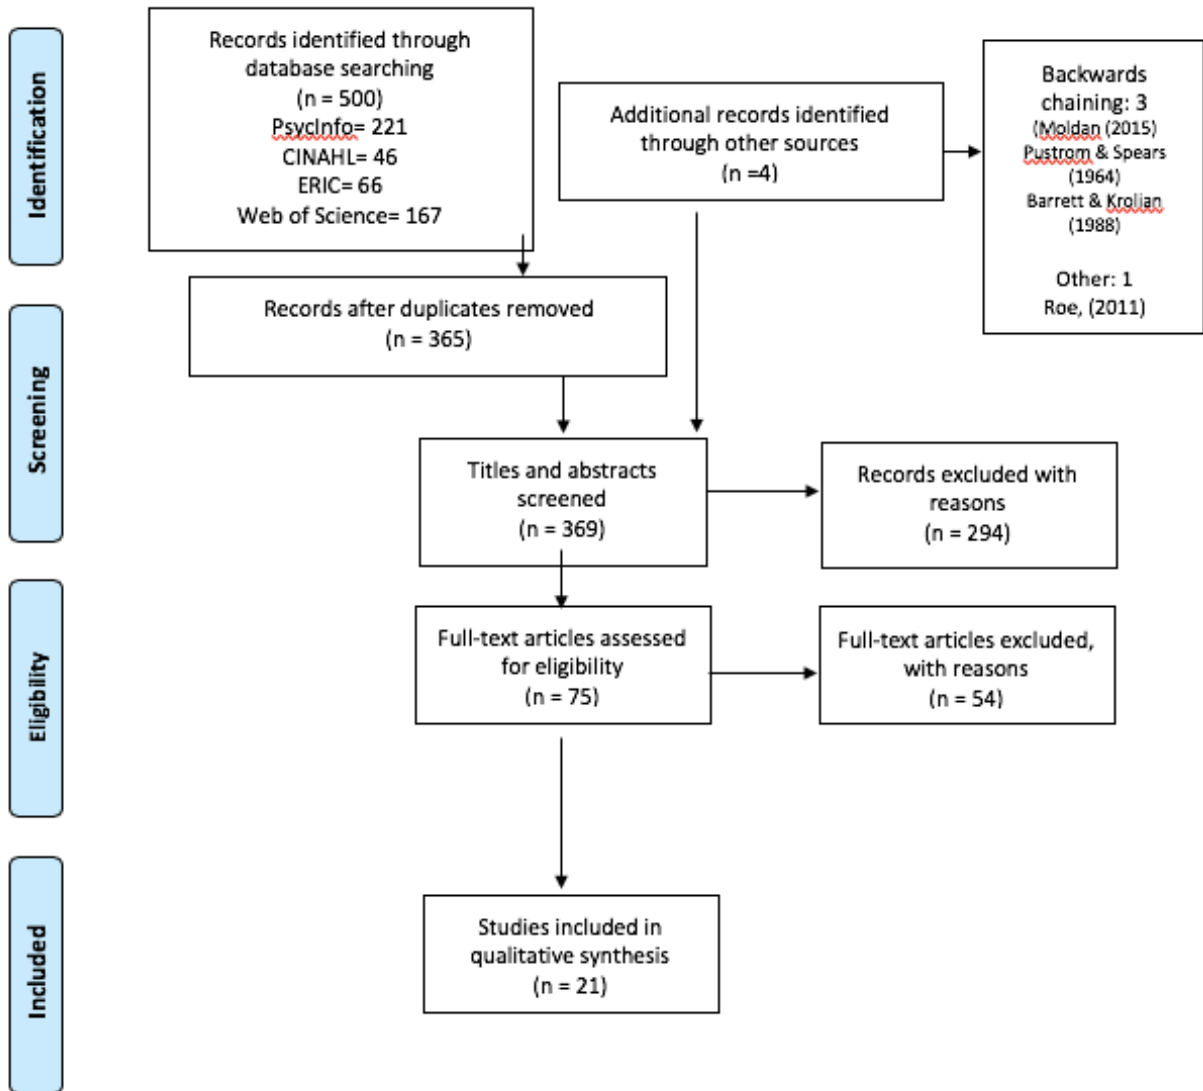 Identification
Records identified through
database searching
(n = 500)
PsycInfo= 221
CINAHL= 46
ERIC= 66
Web of Science= 167
Additional records identified
through other sources
(n =4)
Backwards
chaining: 3
(Moldan (2015)
Pustrom & Spears
(1964)
Barrett & Krolian
(1988)
Other: 1
Roe, (2011)
Screening
Records after duplicates removed
(n = 365)
Titles and abstracts
screened
(n = 369)
Records excluded with
reasons
(n = 294)
Eligibility
Full-text articles assessed
for eligibility
(n = 75)
Full-text articles excluded,
with reasons
(n = 54)
Included
Studies included in
qualitative synthesis
(n = 21)